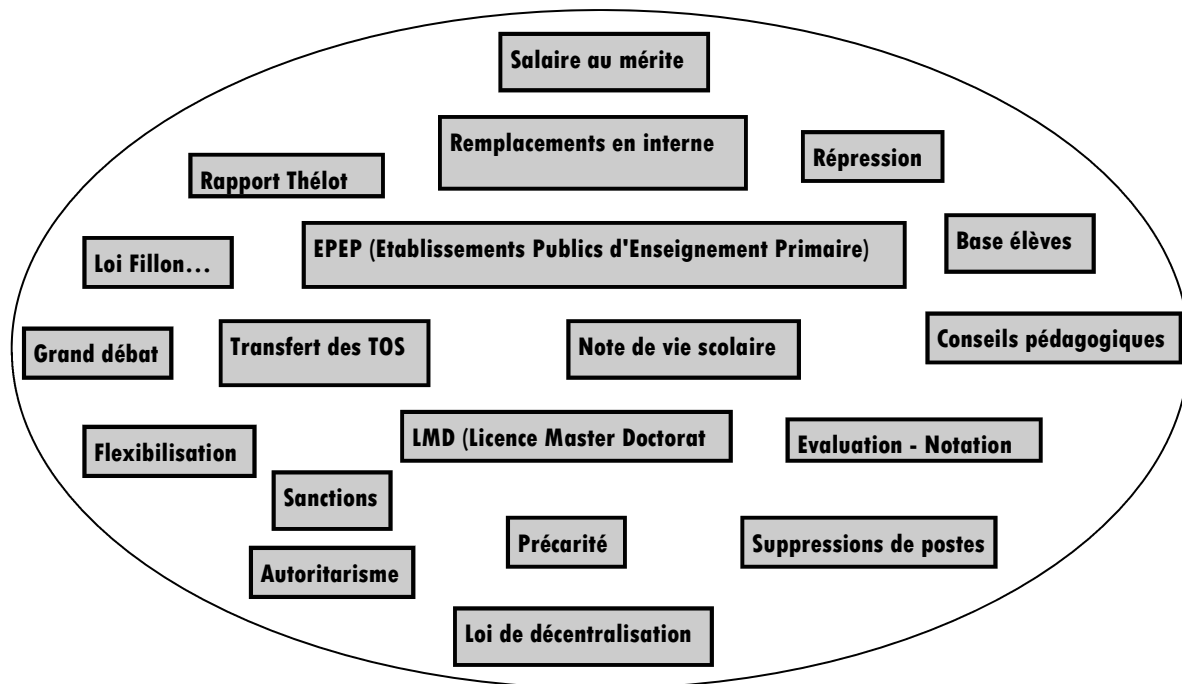 Salaire au mérite
Remplacements en interne
Répression
Rapport Thélot
Base élèves
EPEP (Etablissements Publics d'Enseignement Primaire)
Loi Fillon…
Conseils pédagogiques
Grand débat
Transfert des TOS
Note de vie scolaire
LMD (Licence Master Doctorat
Evaluation - Notation
Flexibilisation
Sanctions
Précarité
Suppressions de postes
Autoritarisme
Loi de décentralisation